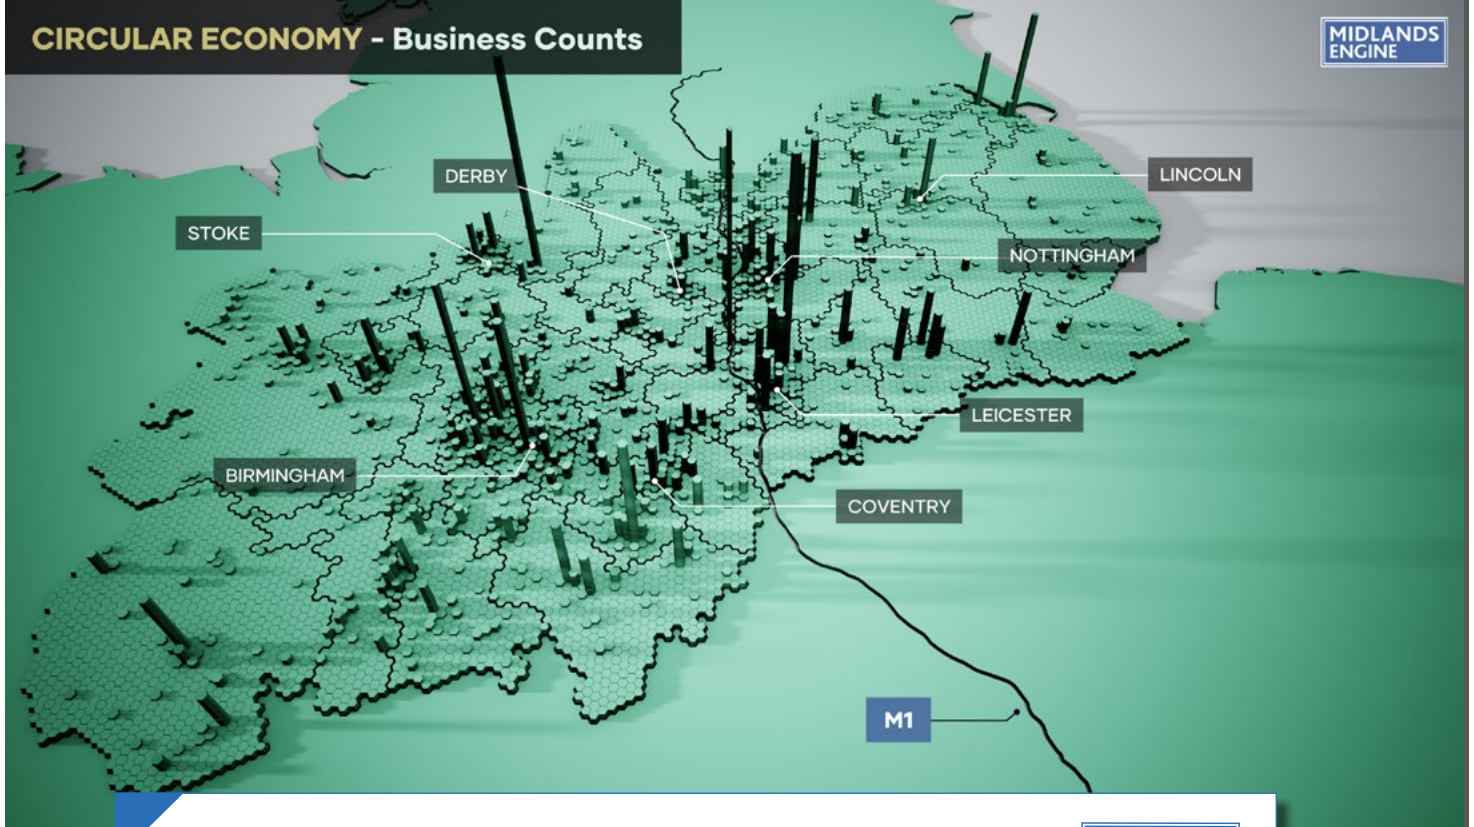 CIRCULAR ECONOMY - Business Counts
MIDLANDS
ENGINE
DERBY
LINCOLN
STOKE
NOTTINGHAM
LEICESTER
BIRMINGHAM
COVENTRY
M1